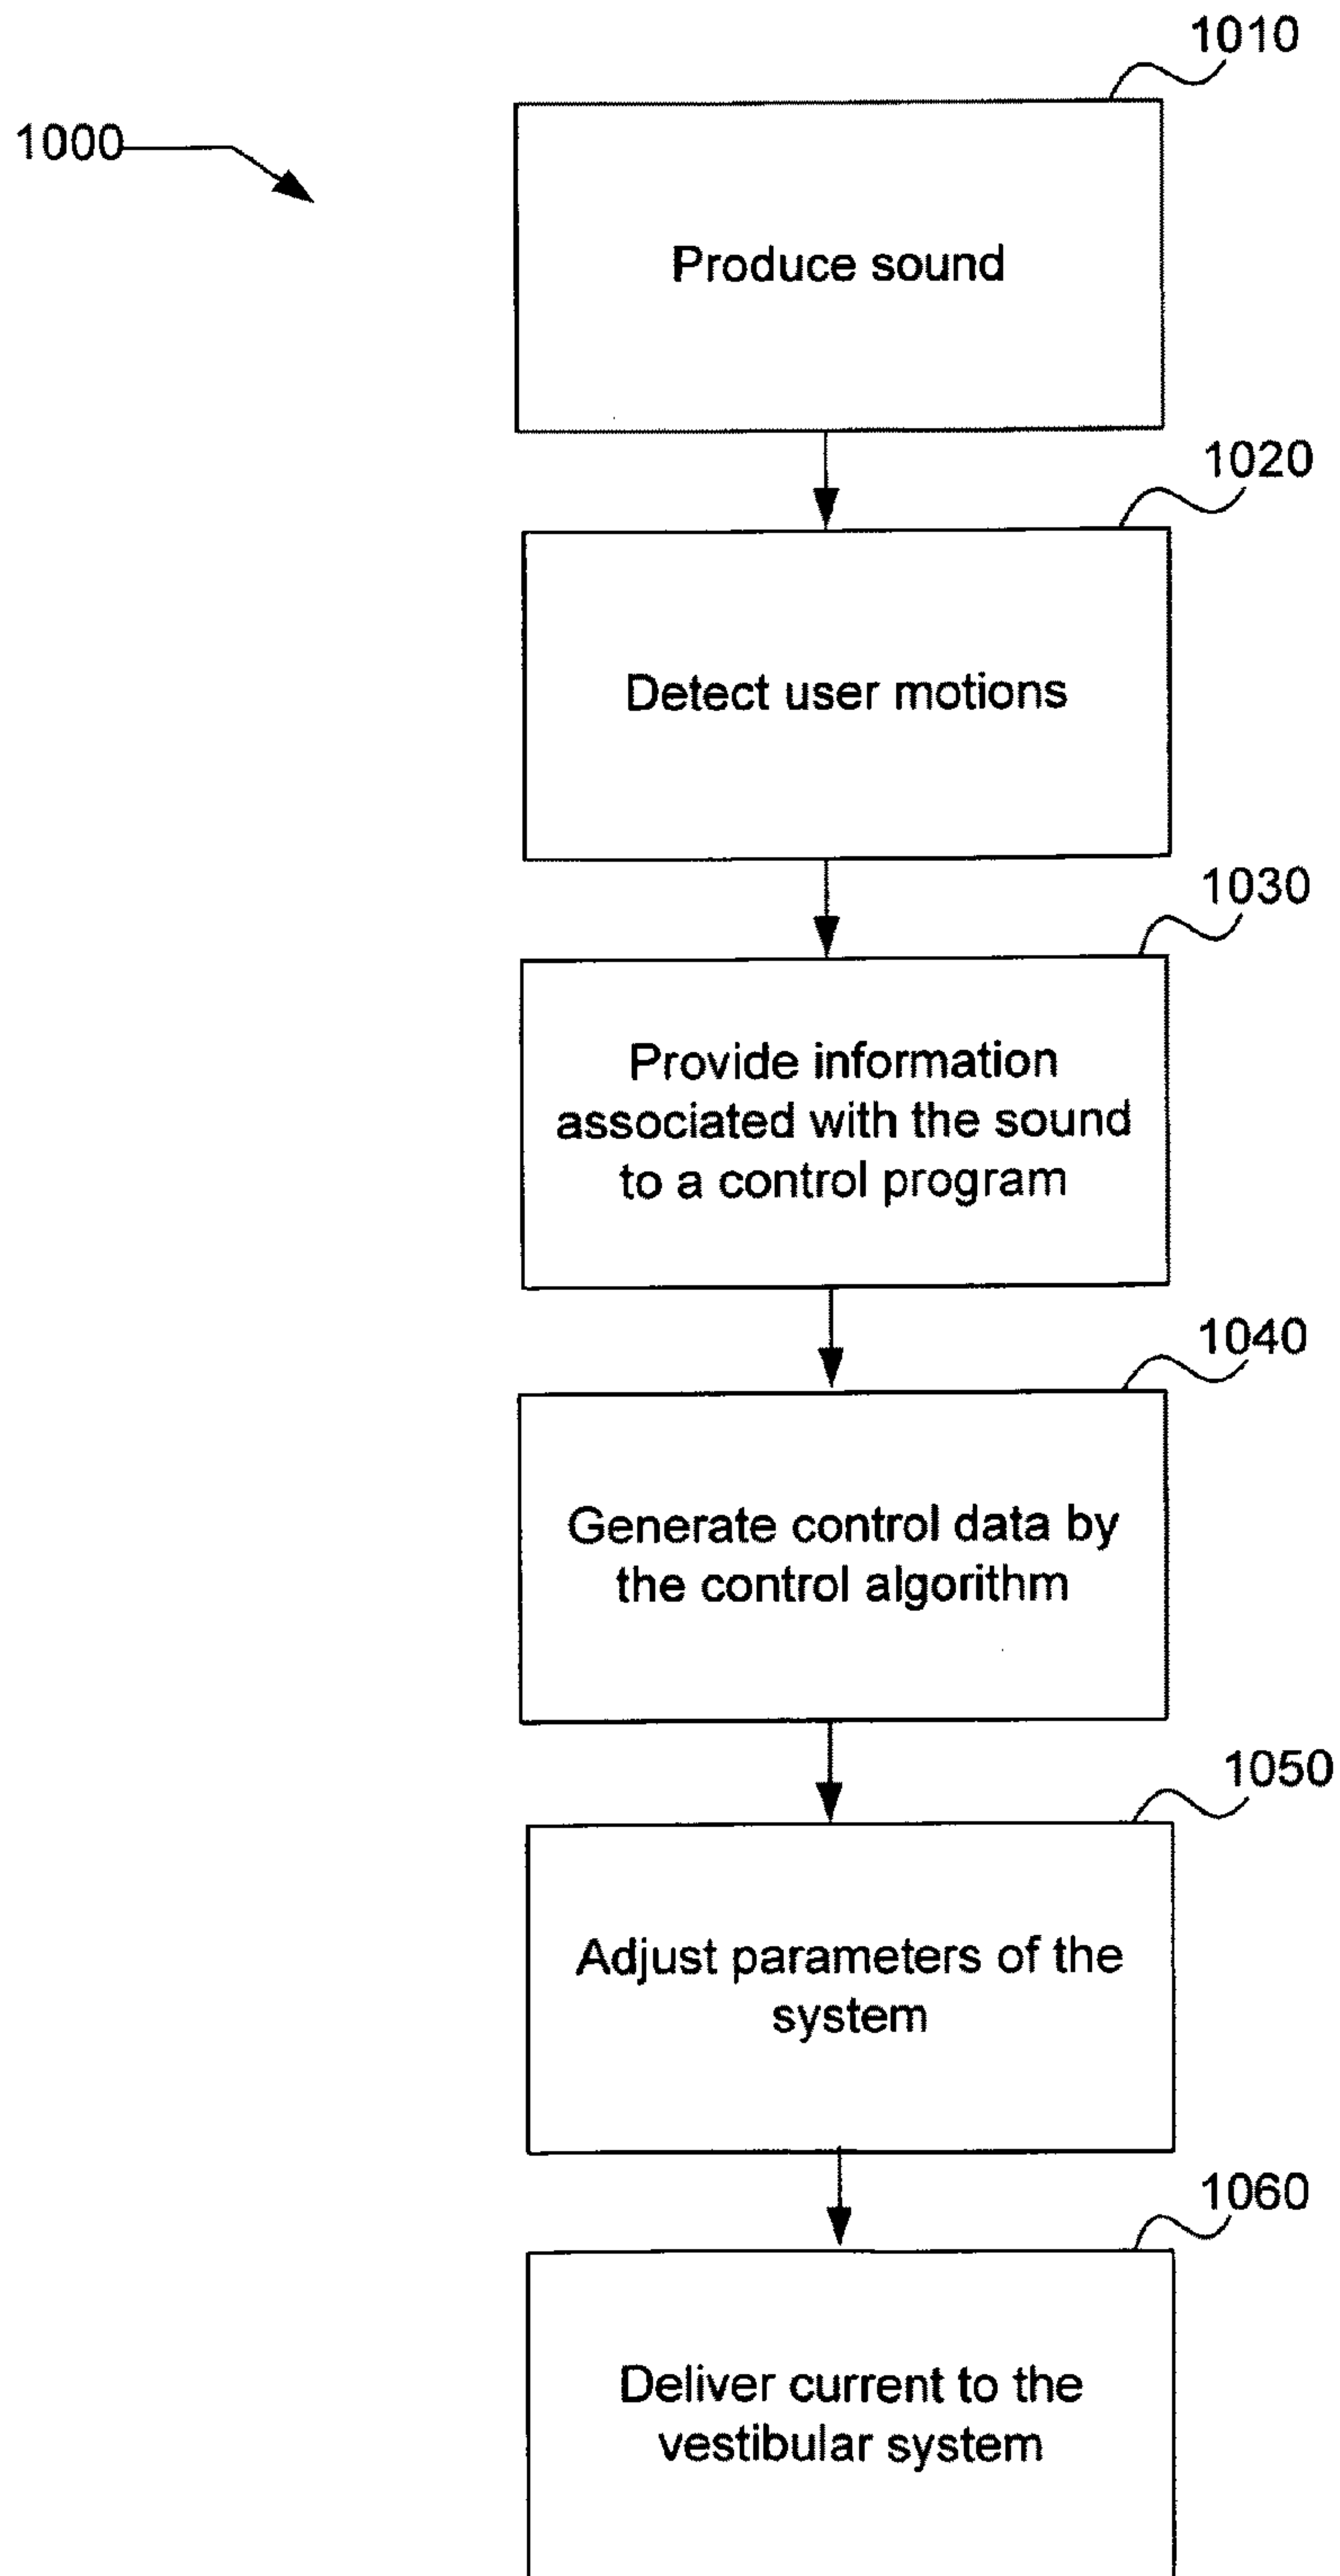 1010
1000
Produce sound
1020
Detect user motions
1030
Provide information
associated with the sound
to a control program
1040
Generate control data by
the control algorithm
1050
Adjust parameters of the
system
1060
Deliver current to the
vestibular system